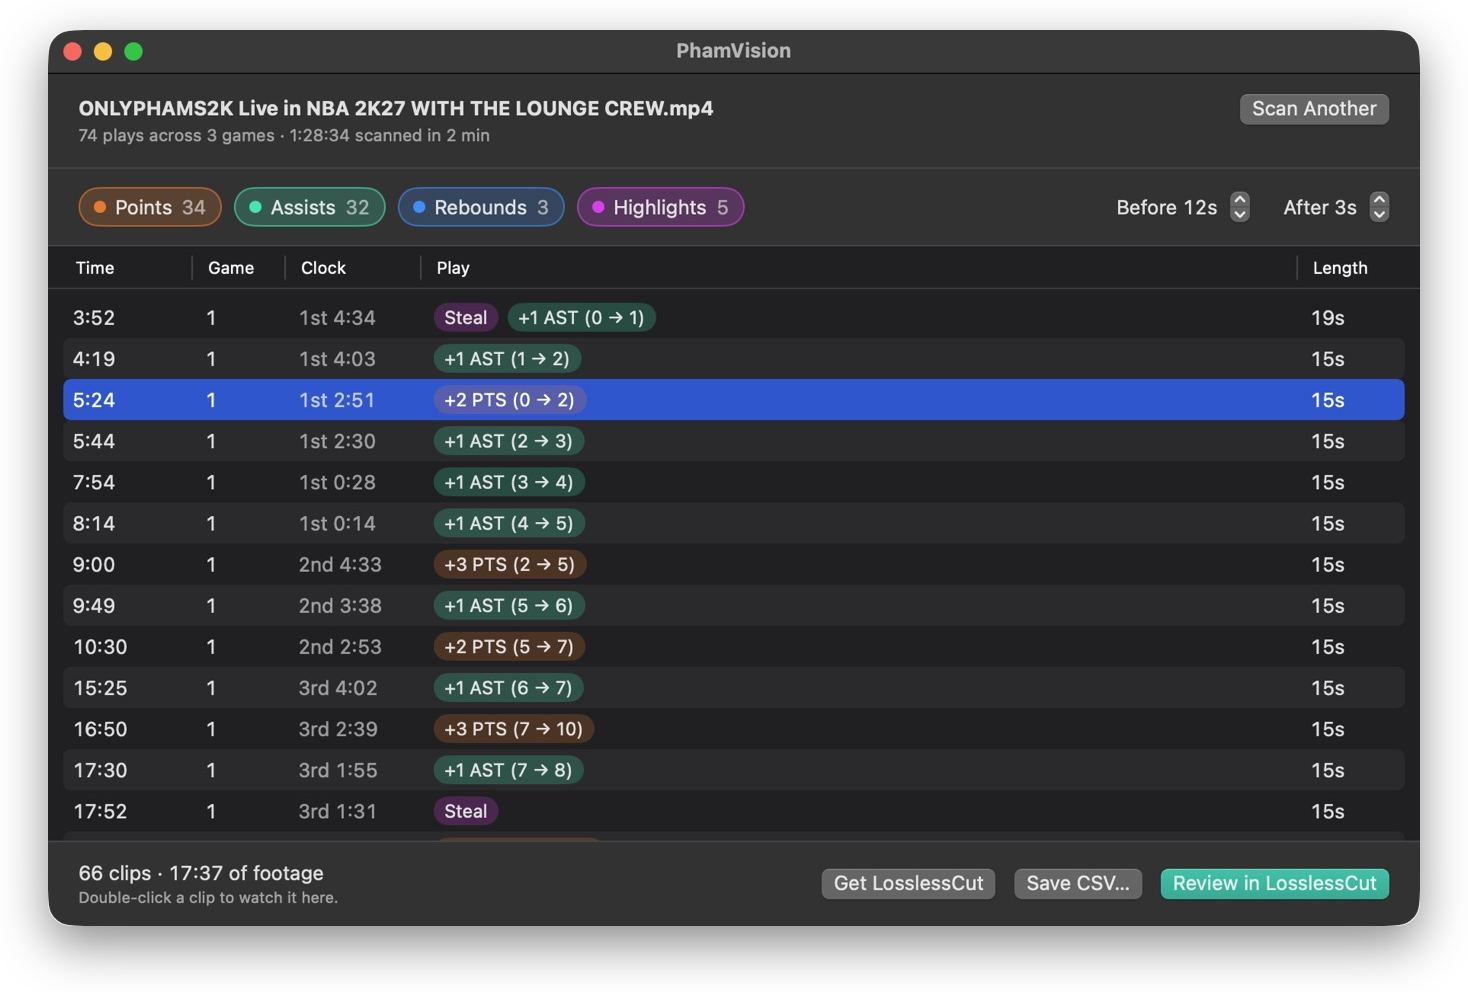 PhamVision
ONLYPHAMS2K Live in NBA 2K27 WITH THE LOUNGE CREW.mp4
Scan Another
74 plays across 3 games · 1:28:34 scanned in 2 min
Points 34 Assists 32 Rebounds 3 Highlights 5 Before 12s After 3s
Time Game Clock Play Length
3:52 1 1st 4:34 Steal +1 AST (0 → 1) 19s
4:19 1 1st 4:03 +1 AST (1 → 2) 15s
5:24 1 1st 2:51 +2 PTS (0 → 2) 15s
5:44 1 1st 2:30 +1 AST (2 → 3) 15s
7:54 1 1st 0:28 +1 AST (3 → 4) 15s
8:14 1 1st 0:14 +1 AST (4 → 5) 15s
9:00 1 2nd 4:33 +3 PTS (2 → 5) 15s
9:49 1 2nd 3:38 +1 AST (5 → 6) 15s
10:30 1 2nd 2:53 +2 PTS (5 → 7) 15s
15:25 1 3rd 4:02 +1 AST (6 → 7) 15s
16:50 1 3rd 2:39 +3 PTS (7 → 10) 15s
17:30 1 3rd 1:55 +1 AST (7 → 8) 15s
17:52 1 3rd 1:31 Steal 15s
66 clips · 17:37 of footage
Double-click a clip to watch it here.
Get LosslessCut Save CSV... Review in LosslessCut